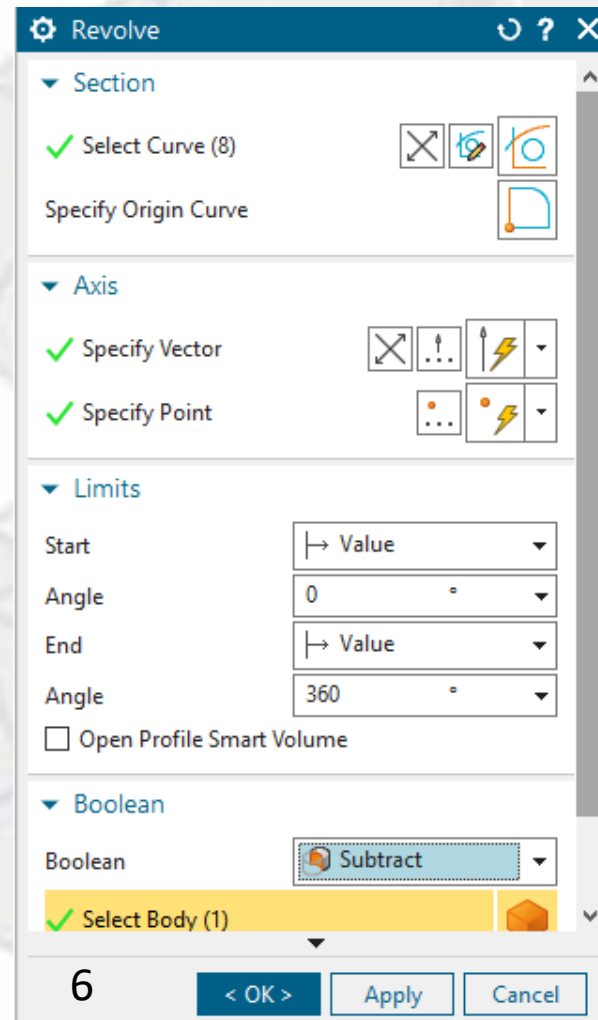 Revolve ?
Section
Select Curve (8)
Specify Origin Curve
Axis
Specify Vector
Specify Point
Limits
Start Value
Angle 0 °
End Value
Angle 360 °
Open Profile Smart Volume
Boolean
Boolean Subtract
Select Body (1)
6 < OK > Apply Cancel